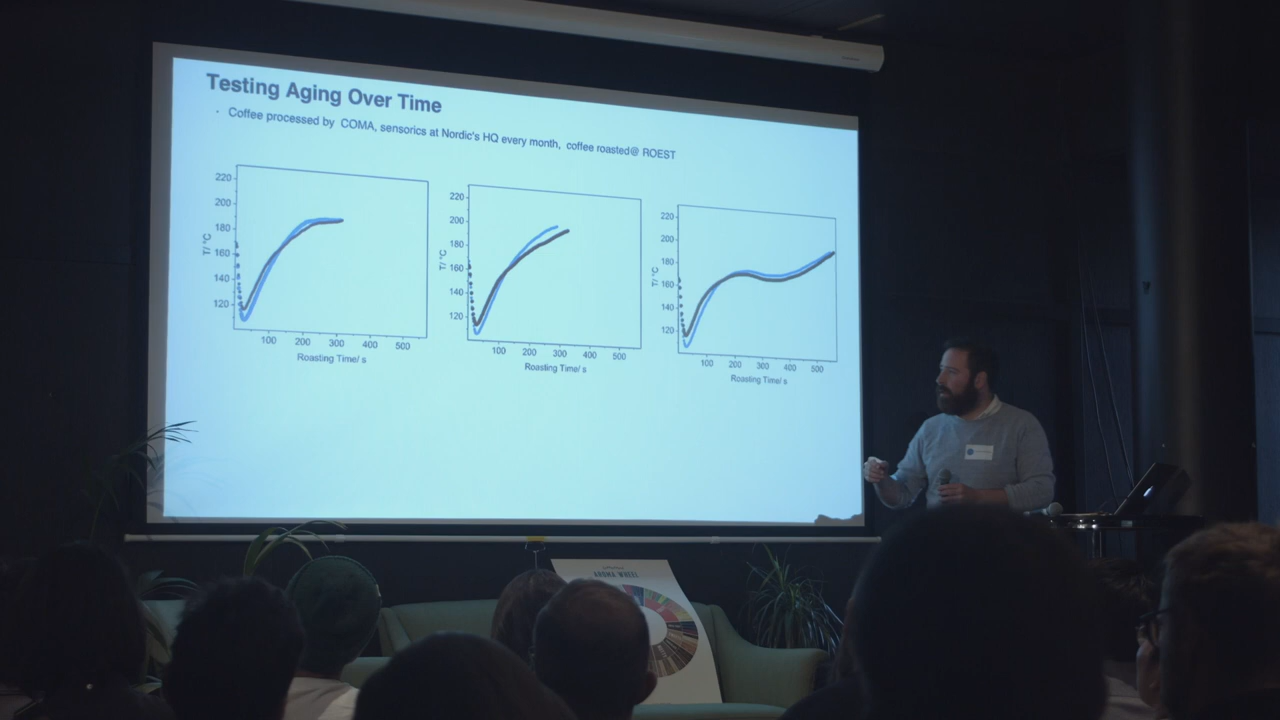 Testing Aging Over Time
· Coffee processed by COMA, sensorics at Nordic's HQ every month, coffee roasted@ ROEST
220
200
180
160
140
120
T/ °C
100 200 300 400 500
Roasting Time/ s
220
200
180
160
140
120
T/ °C
100 200 300 400 500
Roasting Time/ s
220
200
180
160
140
120
T/ °C
100 200 300 400 500
Roasting Time/ s
AROMA WHEEL